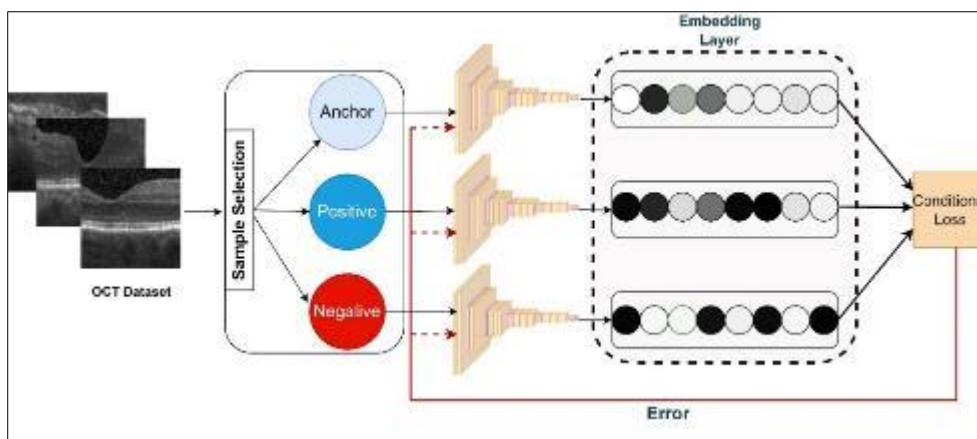 Embedding
Layer
Anchor
Sample Selection
Positive
Negative
OCT Dataset
Condition
Loss
Error